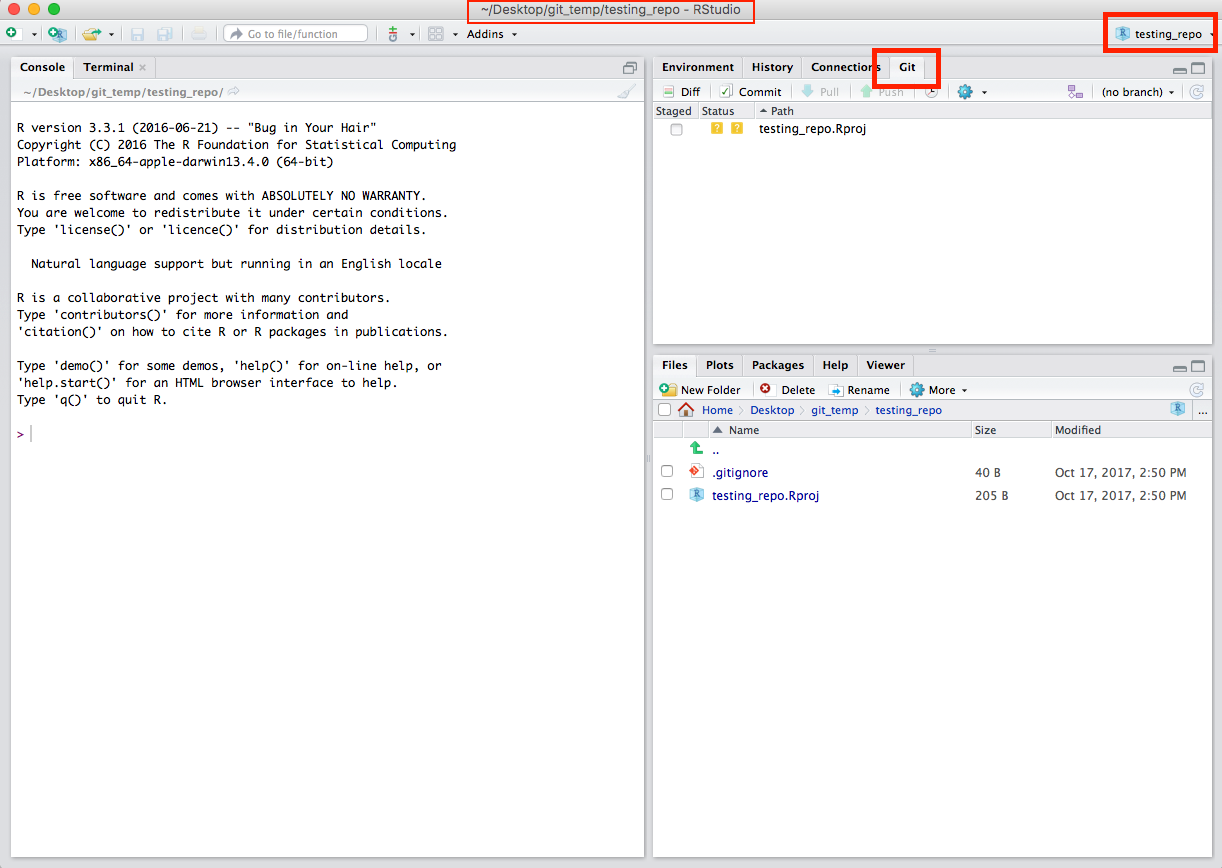 ~/Desktop/git_temp/testing_repo - RStudio
Go to file/function
Addins
testing_repo
Console Terminal
~/Desktop/git_temp/testing_repo/
R version 3.3.1 (2016-06-21) -- "Bug in Your Hair"
Copyright (C) 2016 The R Foundation for Statistical Computing
Platform: x86_64-apple-darwin13.4.0 (64-bit)
R is free software and comes with ABSOLUTELY NO WARRANTY.
You are welcome to redistribute it under certain conditions.
Type 'license()' or 'licence()' for distribution details.
Natural language support but running in an English locale
R is a collaborative project with many contributors.
Type 'contributors()' for more information and
'citation()' on how to cite R or R packages in publications.
Type 'demo()' for some demos, 'help()' for on-line help, or
'help.start()' for an HTML browser interface to help.
Type 'q()' to quit R.
>
Environment History Connections Git
Diff Commit Pull Push (no branch)
Staged Status Path
? ? testing_repo.Rproj
Files Plots Packages Help Viewer
New Folder Delete Rename More
Home Desktop git_temp testing_repo ...
Name Size Modified
..
.gitignore 40 B Oct 17, 2017, 2:50 PM
testing_repo.Rproj 205 B Oct 17, 2017, 2:50 PM